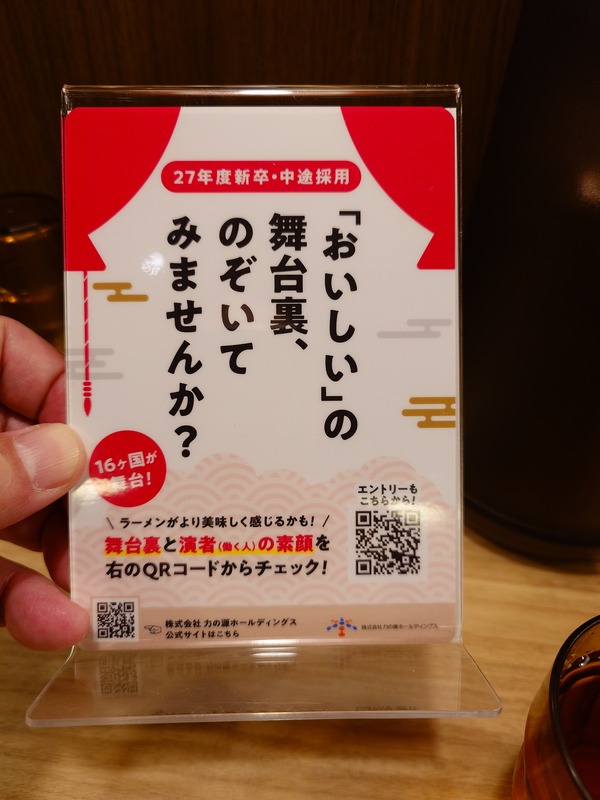 27年度新卒・中途採用
「おいしい」の
舞台裏、
のぞいて
みませんか?
16ヶ国が
舞台!
エントリーも
こちらから!
\ ラーメンがより美味しく感じるかも! /
舞台裏と演者(働く人)の素顔を
右のQRコードからチェック!
株式会社 力の源ホールディングス
公式サイトはこちら
株式会社力の源ホールディングス